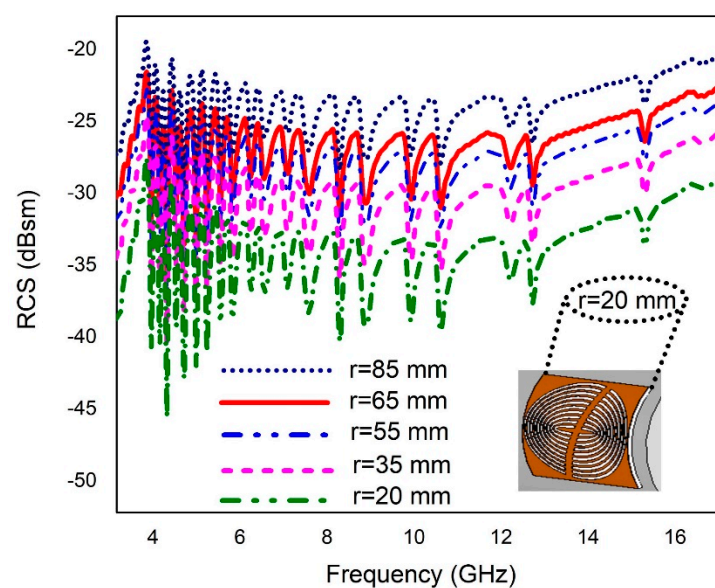 -20
-25
-30
-35
-40
-45
-50
RCS (dBsm)
r=20 mm
r=85 mm
r=65 mm
r=55 mm
r=35 mm
r=20 mm
4 6 8 10 12 14 16
Frequency (GHz)